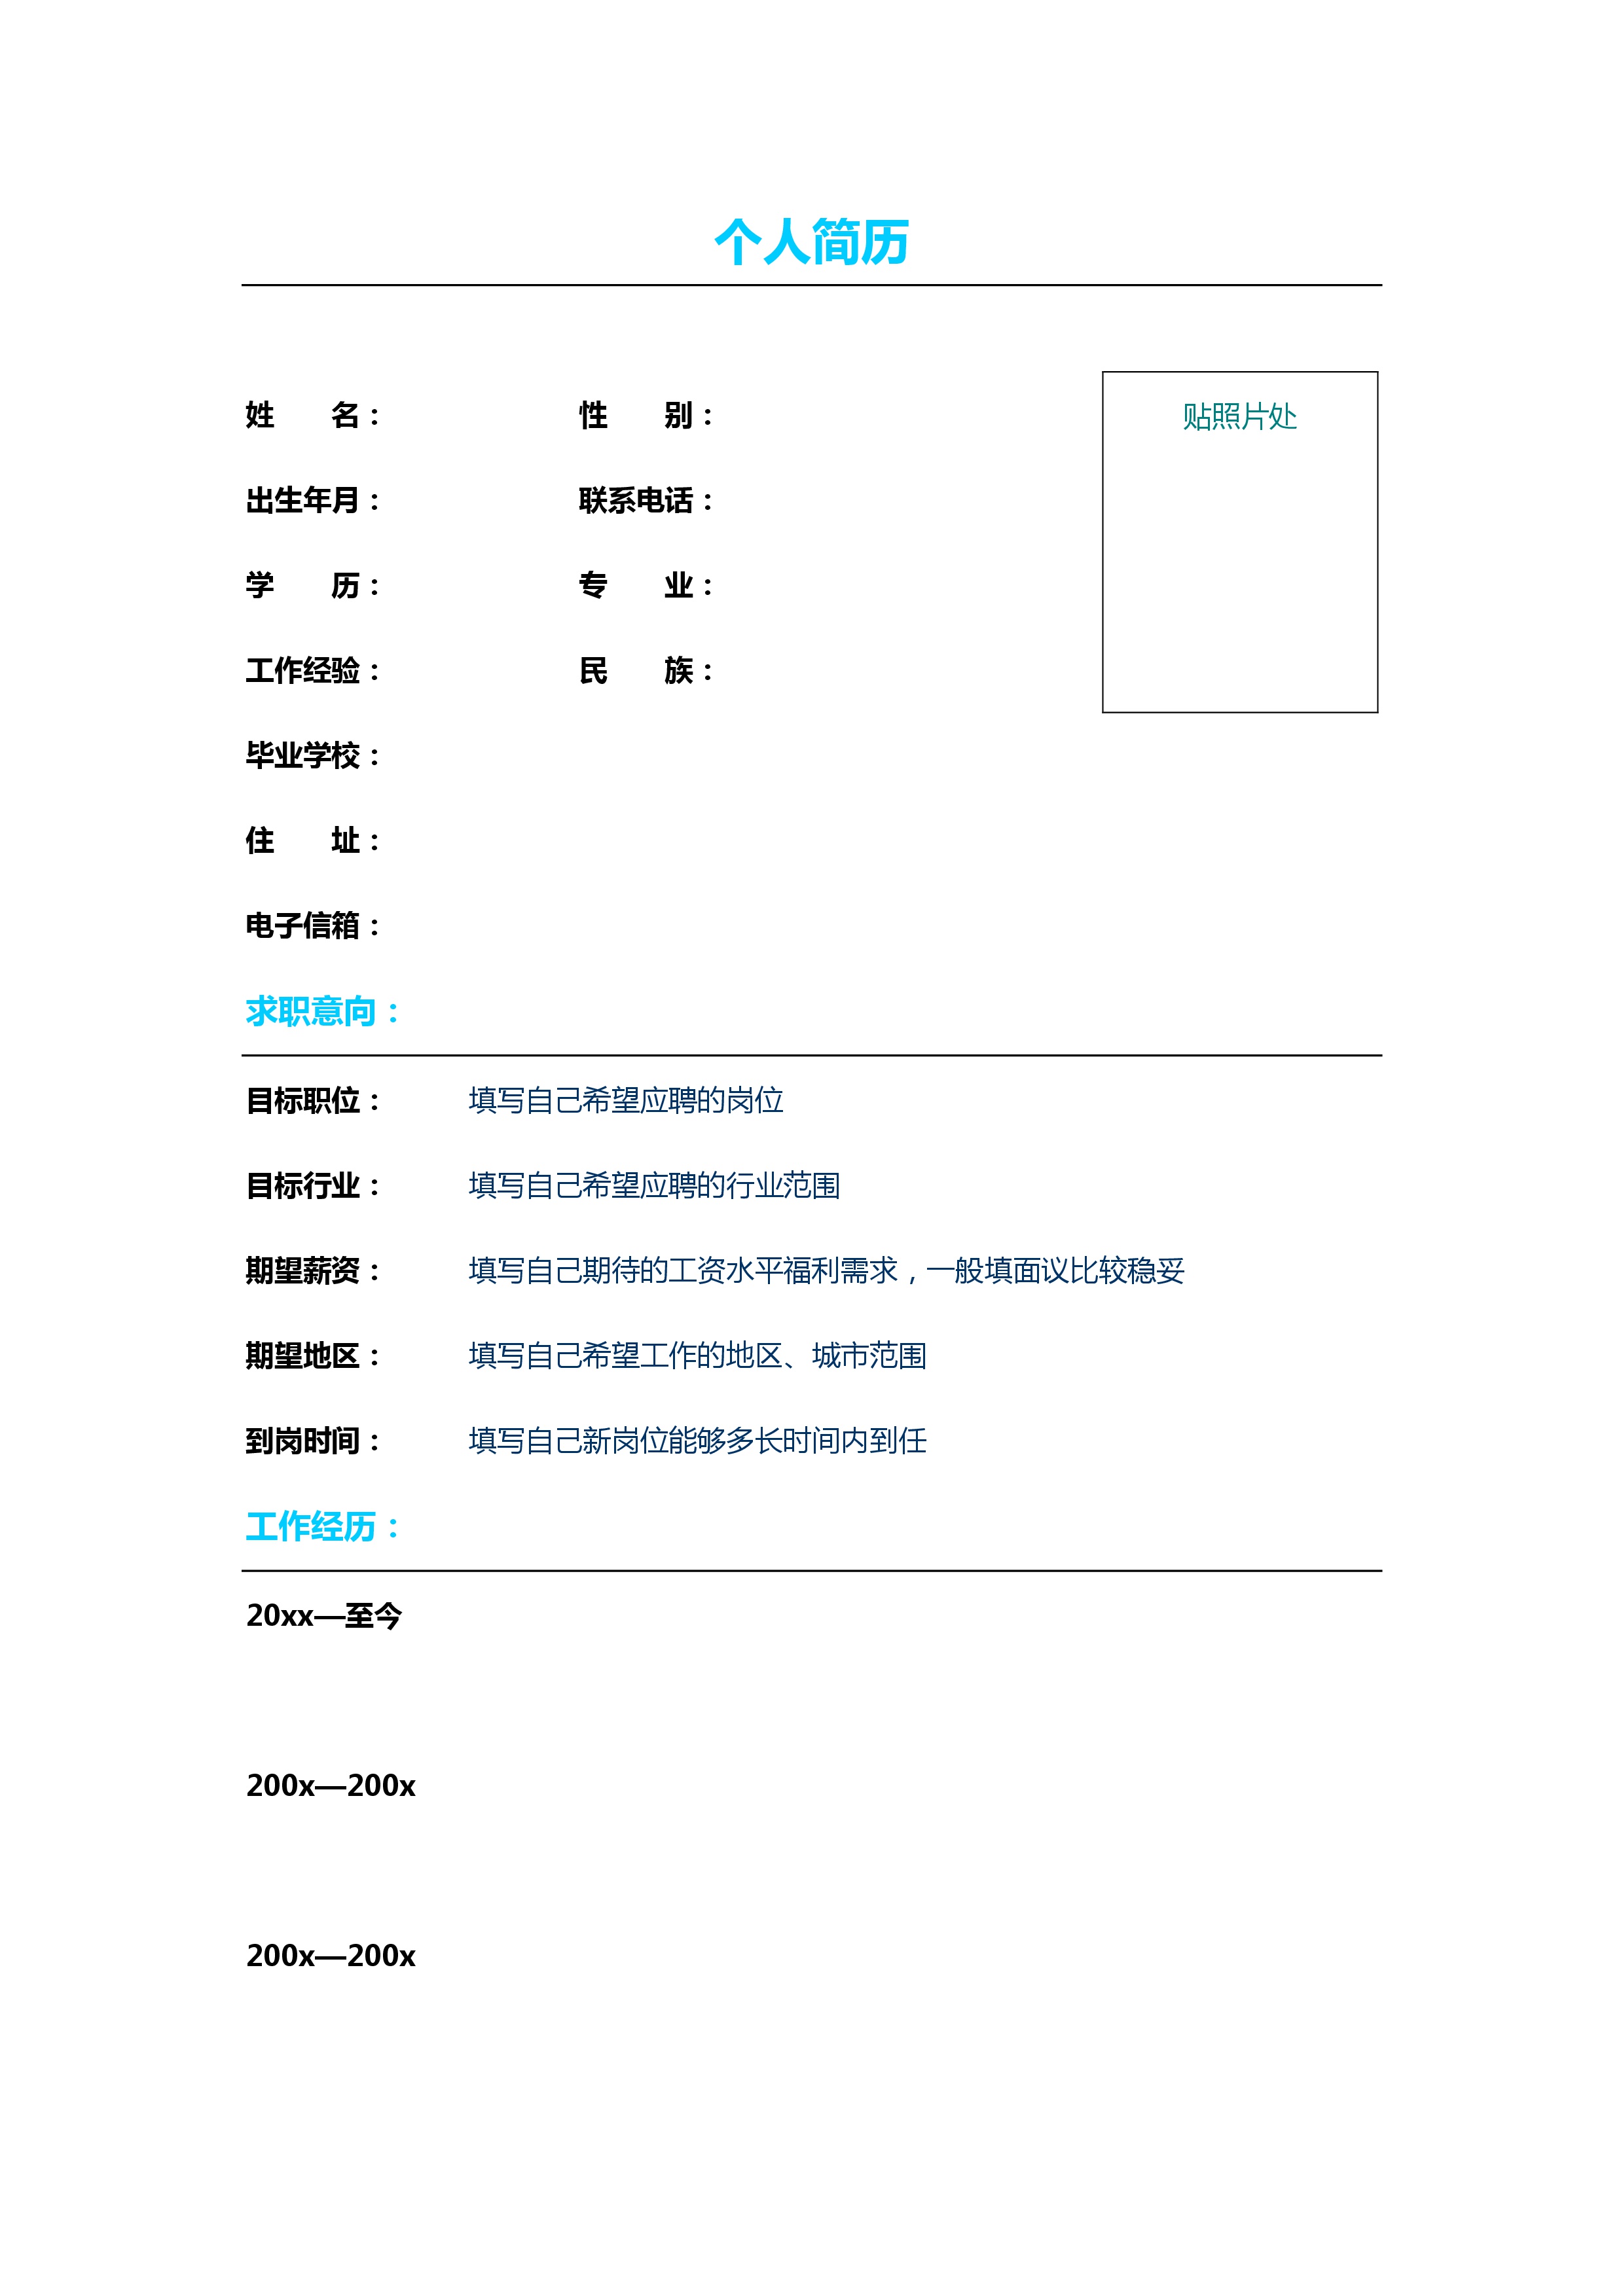 个人简历
姓　　名： 性　　别： 贴照片处
出生年月： 联系电话：
学　　历： 专　　业：
工作经验： 民　　族：
毕业学校：
住　　址：
电子信箱：
求职意向：
目标职位： 填写自己希望应聘的岗位
目标行业： 填写自己希望应聘的行业范围
期望薪资： 填写自己期待的工资水平福利需求，一般填面议比较稳妥
期望地区： 填写自己希望工作的地区、城市范围
到岗时间： 填写自己新岗位能够多长时间内到任
工作经历：
20xx—至今
200x—200x
200x—200x